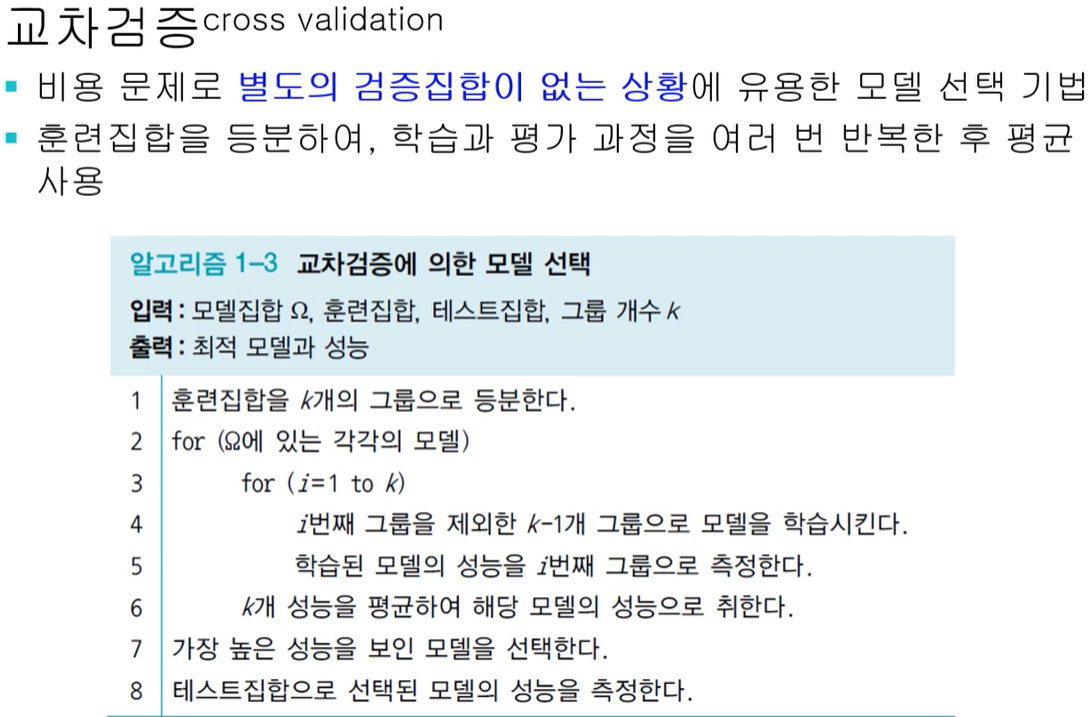 교차검증cross validation
▪ 비용 문제로 별도의 검증집합이 없는 상황에 유용한 모델 선택 기법
▪ 훈련집합을 등분하여, 학습과 평가 과정을 여러 번 반복한 후 평균
사용
알고리즘 1-3 교차검증에 의한 모델 선택
입력: 모델집합 Ω, 훈련집합, 테스트집합, 그룹 개수 k
출력: 최적 모델과 성능
1 훈련집합을 k개의 그룹으로 등분한다.
2 for (Ω에 있는 각각의 모델)
3 for (i=1 to k)
4 i번째 그룹을 제외한 k-1개 그룹으로 모델을 학습시킨다.
5 학습된 모델의 성능을 i번째 그룹으로 측정한다.
6 k개 성능을 평균하여 해당 모델의 성능으로 취한다.
7 가장 높은 성능을 보인 모델을 선택한다.
8 테스트집합으로 선택된 모델의 성능을 측정한다.